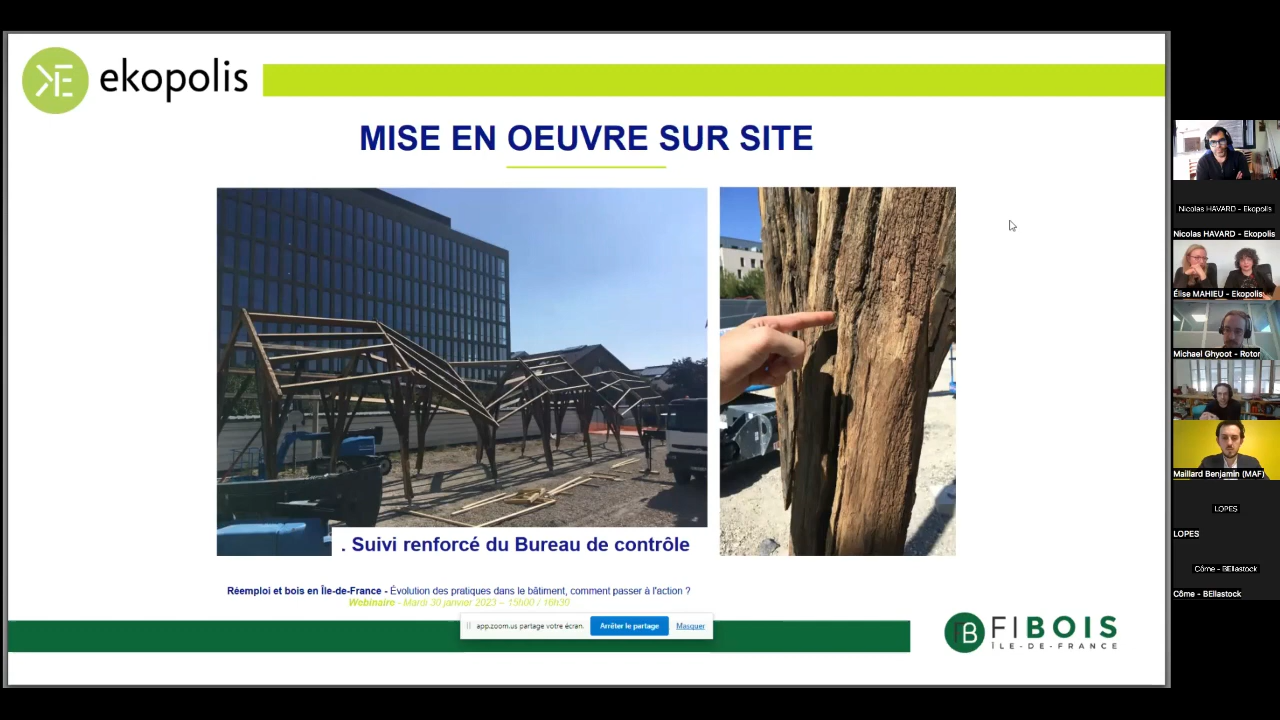 ekopolis
MISE EN OEUVRE SUR SITE
. Suivi renforcé du Bureau de contrôle
Réemploi et bois en Île-de-France - Évolution des pratiques dans le bâtiment, comment passer à l'action ?
Webinaire - Mardi 30 janvier 2023 – 15h00 / 16h30
app.zoom.us partage votre écran.
Arrêter le partage
Masquer
FIBOIS
ÎLE-DE-FRANCE
Nicolas HAVARD - Ekopolis
Nicolas HAVARD - Ekopolis
Élise MAHIEU - Ekopolis
Michael Ghyoot - Rotor
Maillard Benjamin (MAF)
LOPES
LOPES
Côme - BEllastock
Côme - BEllastock